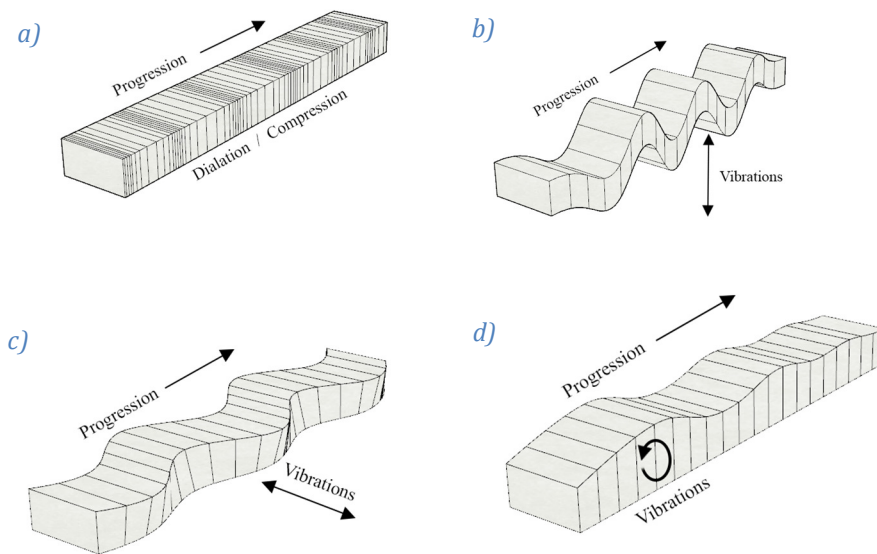 a)
Progression
Dialation / Compression
b)
Progression
Vibrations
c)
Progression
Vibrations
d)
Progression
Vibrations